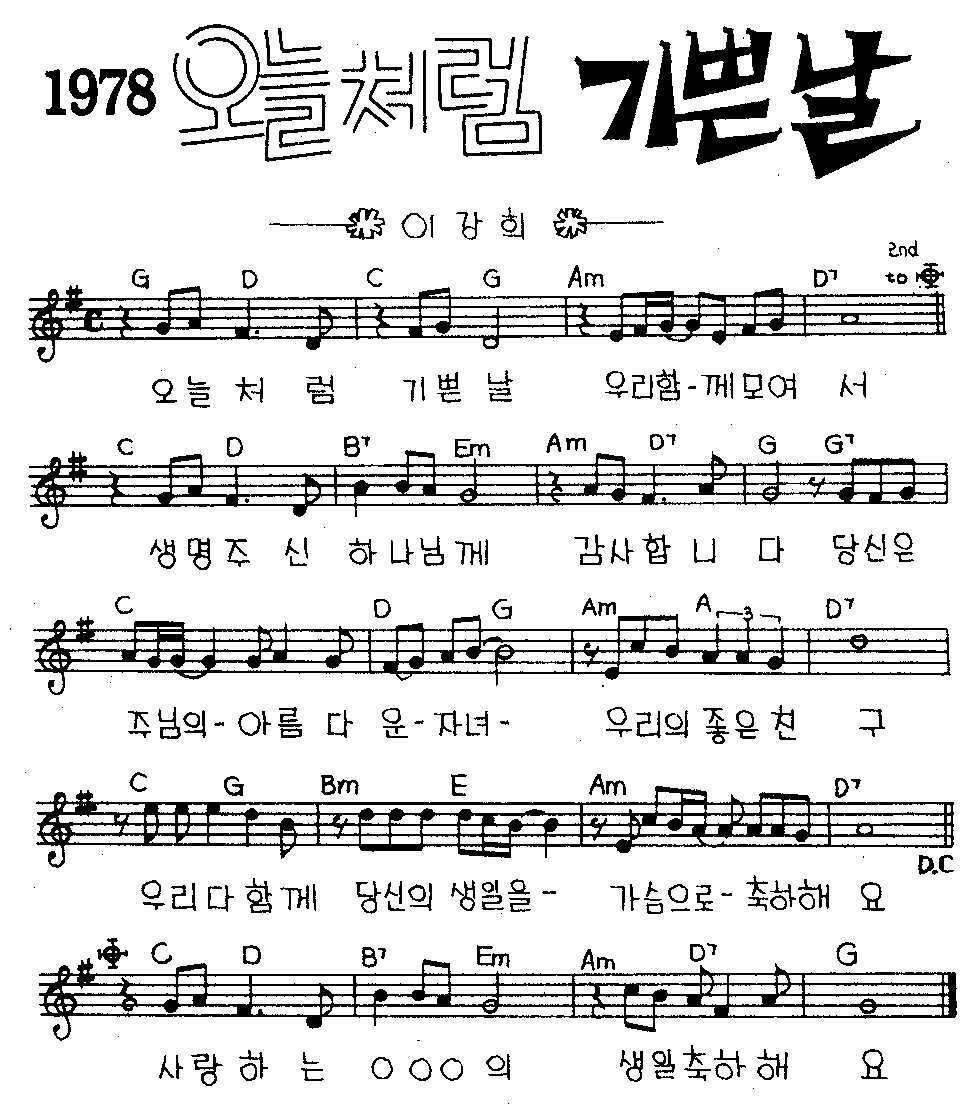 1978 오늘처럼 기쁜날
이강희
2nd
G D C G Am D7 to
오늘처럼 기쁜날 우리함-께모여서
C D B7 Em Am D7 G G7
생명주신 하나님께 감사합니다 당신은
C D G Am A 3 D7
주님의-아름다운-자녀- 우리의좋은친구
C G Bm E Am D7
D.C
우리다함께 당신의생일을- 가슴으로-축하해요
C D B7 Em Am D7 G
사랑하는 ○○○의 생일축하해요